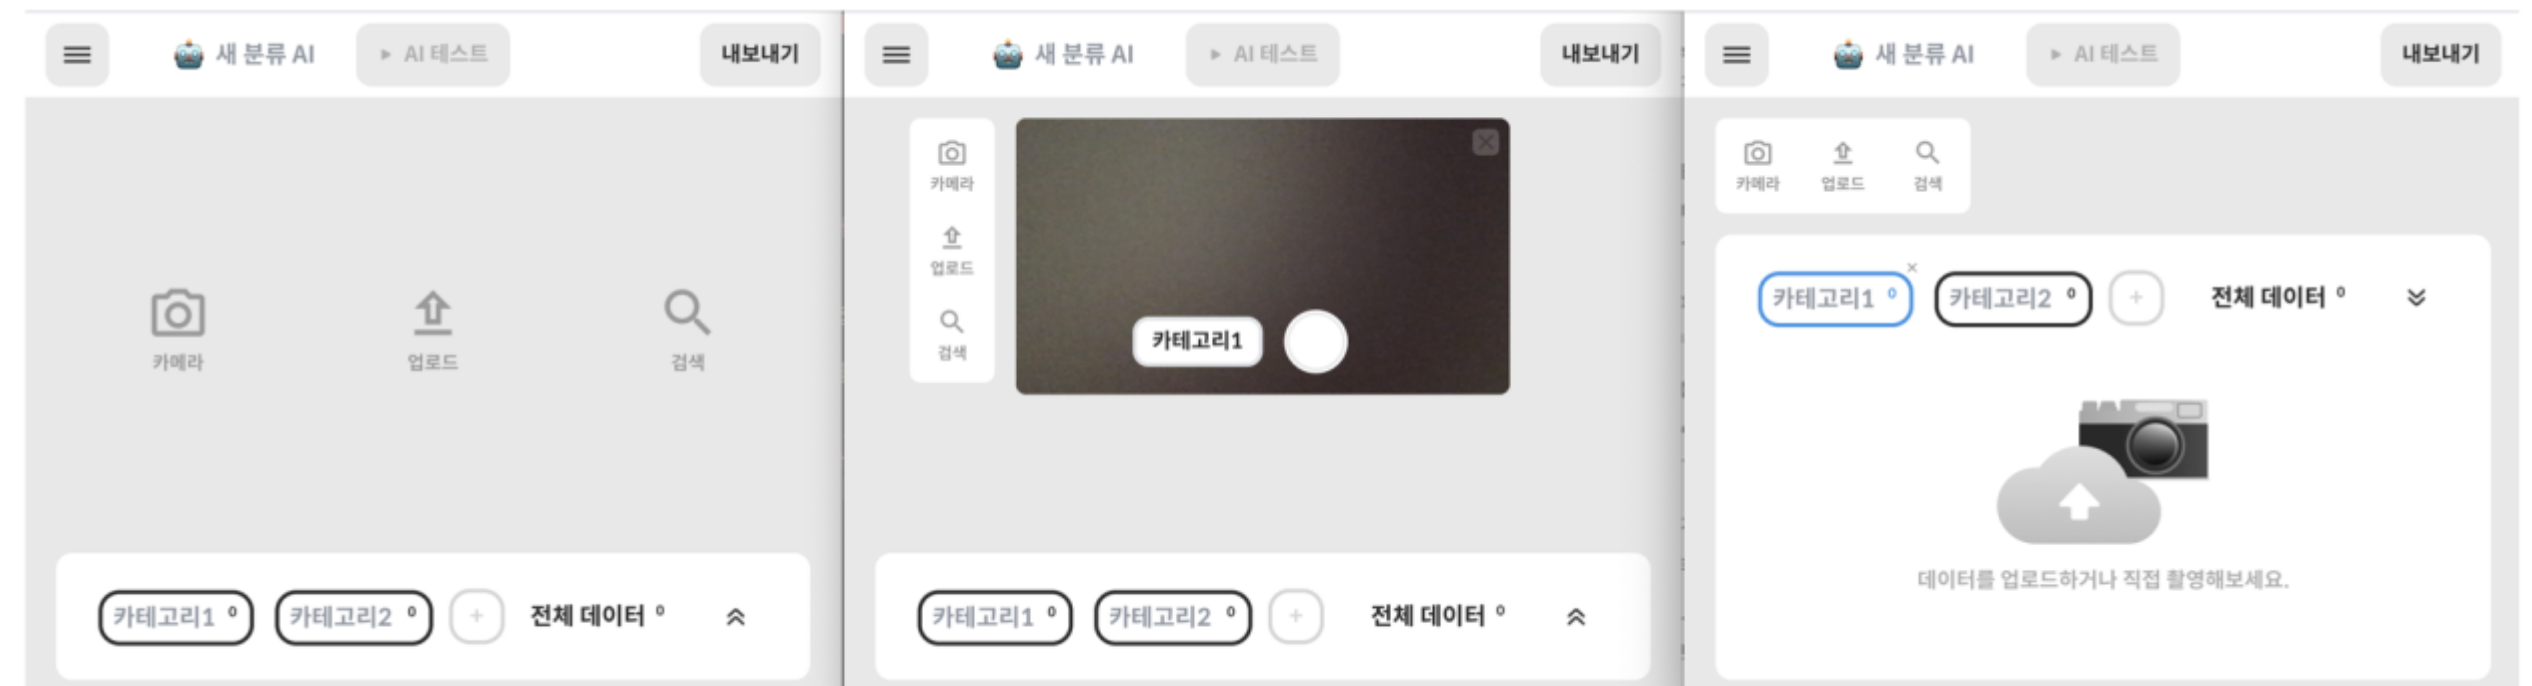 새 분류 AI
▶ AI 테스트
내보내기
카메라
업로드
검색
카테고리1 0
카테고리2 0
+
전체 데이터 0
새 분류 AI
▶ AI 테스트
내보내기
카메라
업로드
검색
카테고리1
카테고리1 0
카테고리2 0
+
전체 데이터 0
새 분류 AI
▶ AI 테스트
내보내기
카메라
업로드
검색
카테고리1 0
카테고리2 0
+
전체 데이터 0
데이터를 업로드하거나 직접 촬영해보세요.